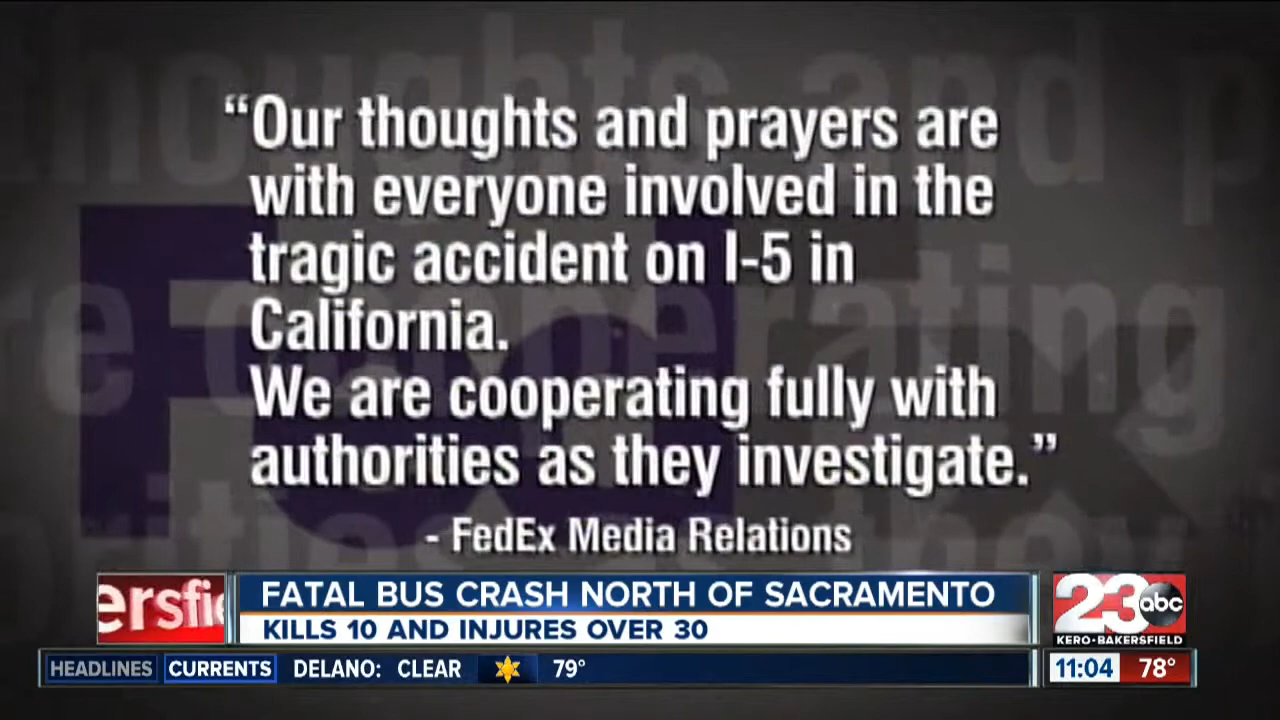 “Our thoughts and prayers are
with everyone involved in the
tragic accident on I-5 in
California.
We are cooperating fully with
authorities as they investigate.”
- FedEx Media Relations
ersfie
FATAL BUS CRASH NORTH OF SACRAMENTO
KILLS 10 AND INJURES OVER 30
23 abc
KERO-BAKERSFIELD
HEADLINES CURRENTS DELANO: CLEAR 79°
11:04 78°